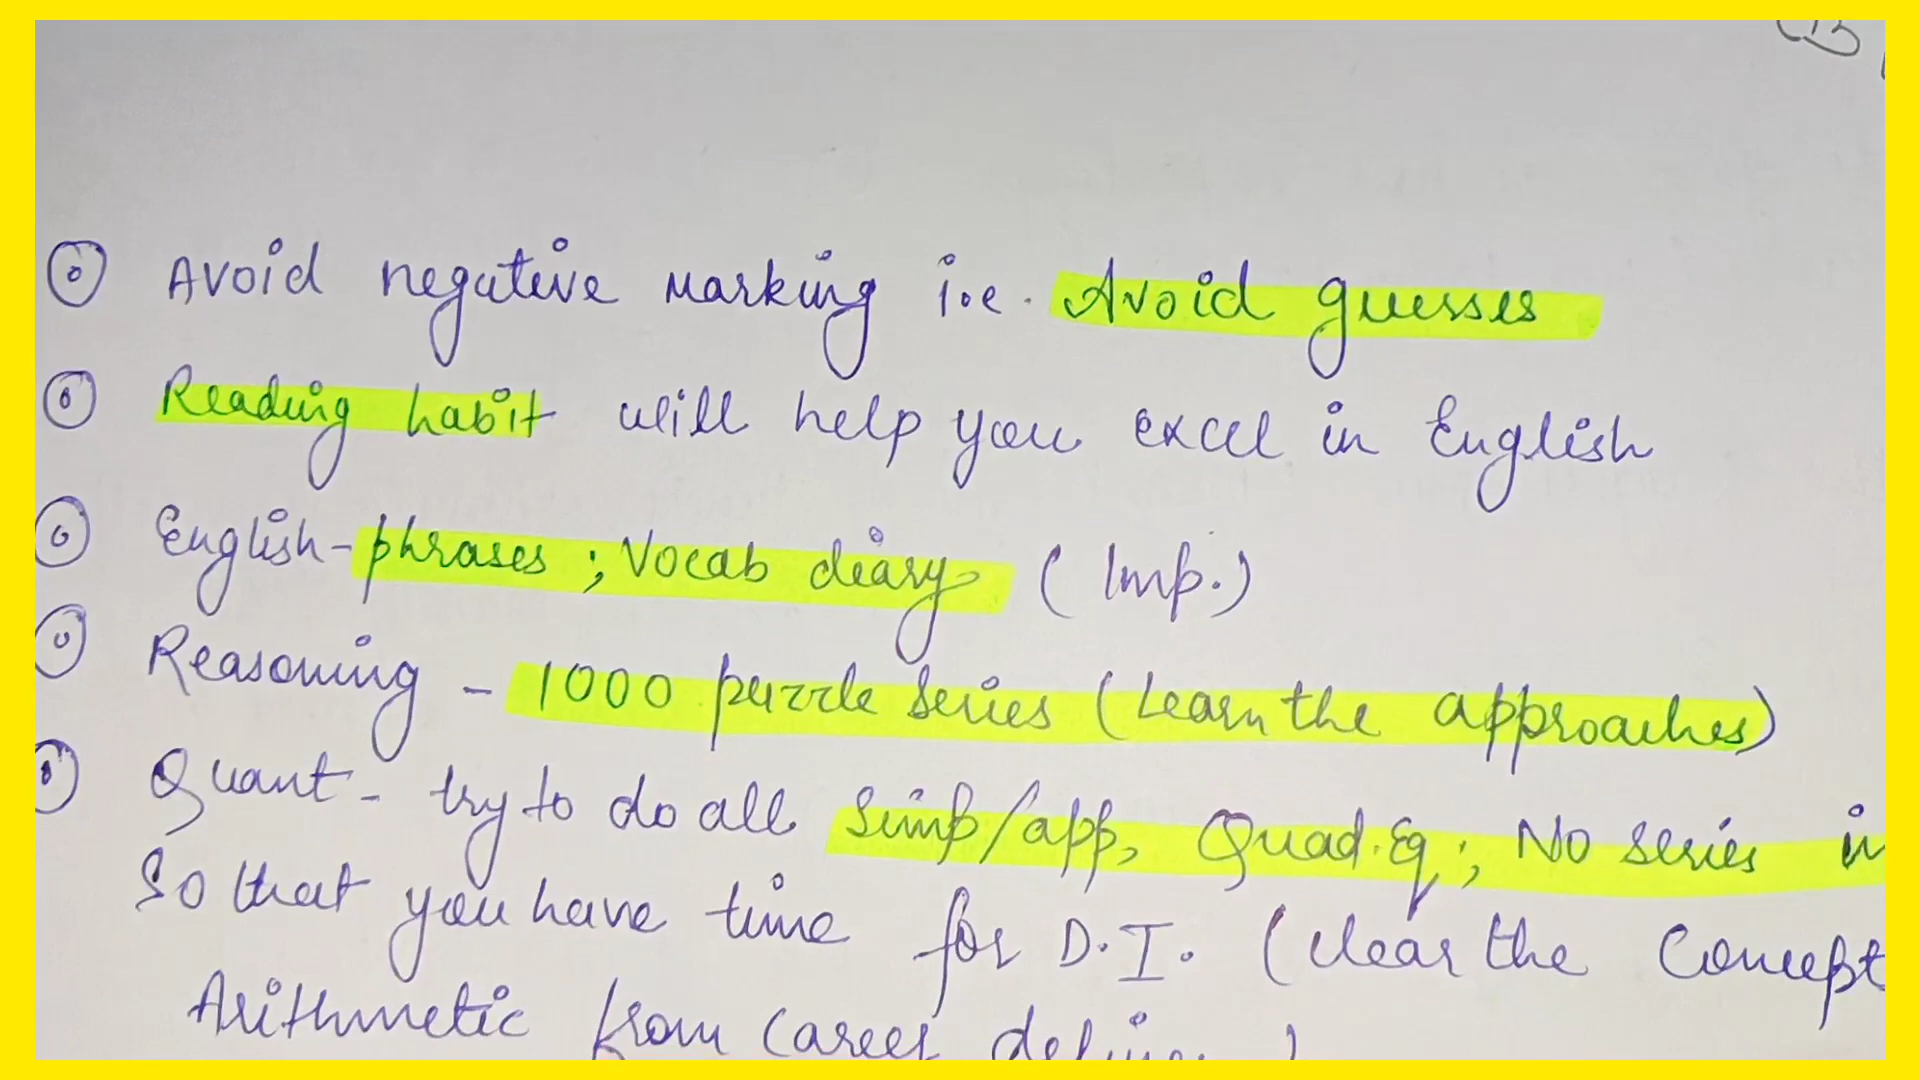 Avoid negative marking i.e. Avoid guesses
Reading habit will help you excel in English
English - phrases ; Vocab diary (Imp.)
Reasoning - 1000 puzzle series (Learn the approaches)
Quant - try to do all Simp/app, Quad. Eq ; No series in
So that you have time for D.I. (clear the concept
Arithmetic from Career